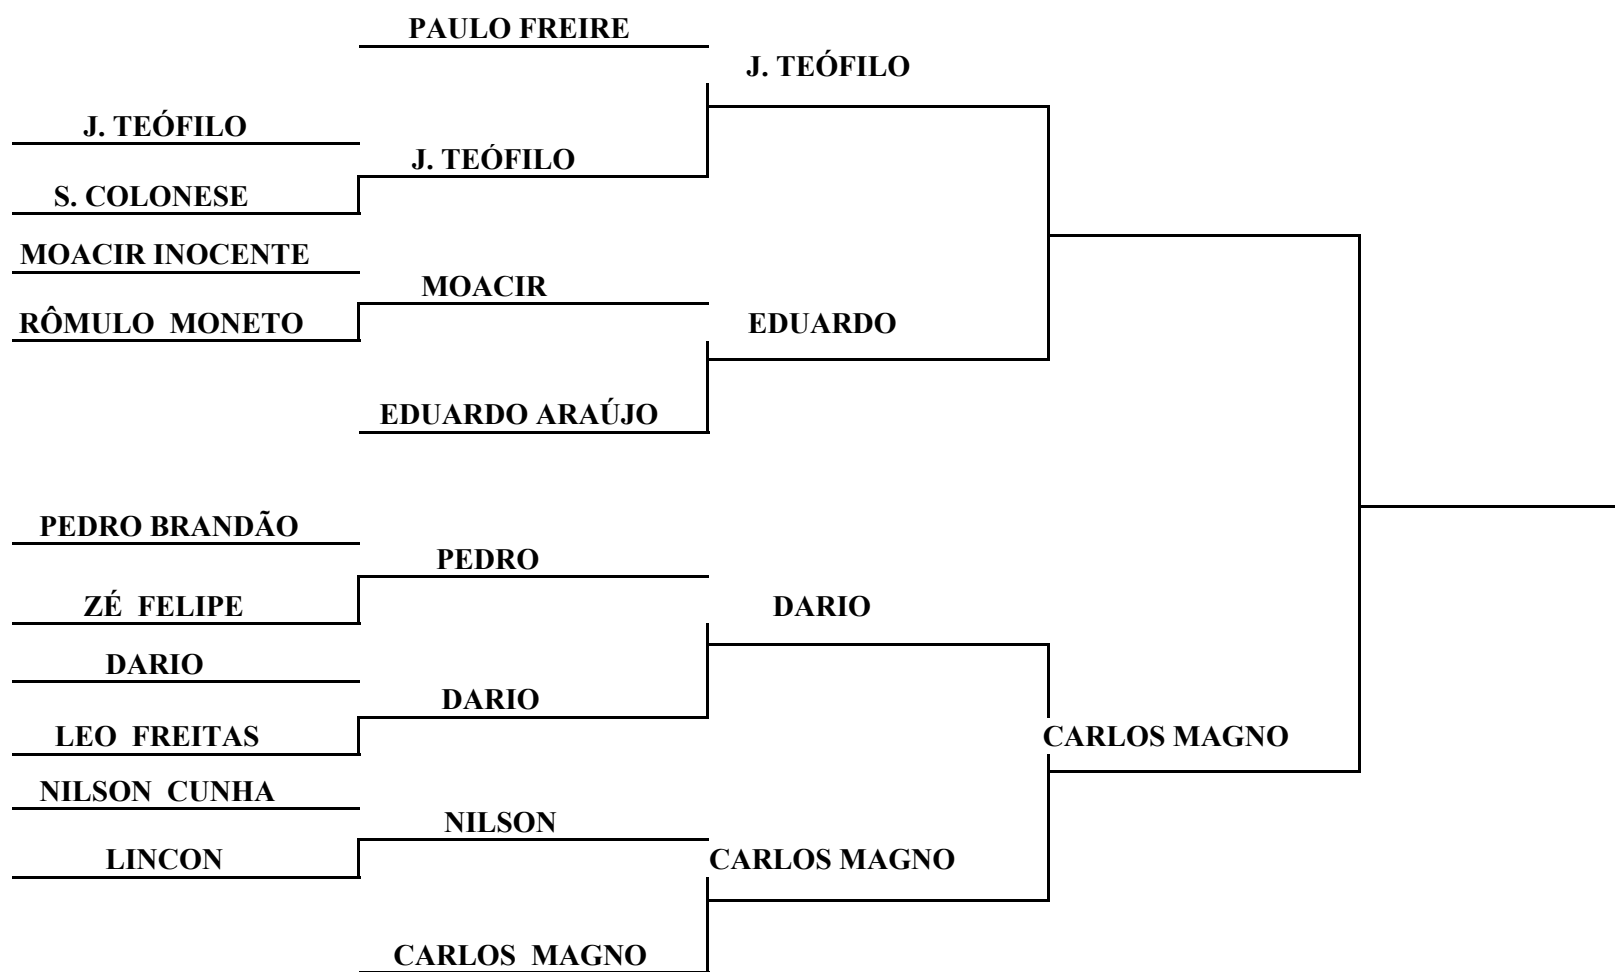 PAULO FREIRE
J. TEÓFILO
J. TEÓFILO
J. TEÓFILO
S. COLONESE
MOACIR INOCENTE
MOACIR
RÔMULO MONETO
EDUARDO
EDUARDO ARAÚJO
PEDRO BRANDÃO
PEDRO
ZÉ FELIPE
DARIO
DARIO
DARIO
LEO FREITAS
CARLOS MAGNO
NILSON CUNHA
NILSON
LINCON
CARLOS MAGNO
CARLOS MAGNO